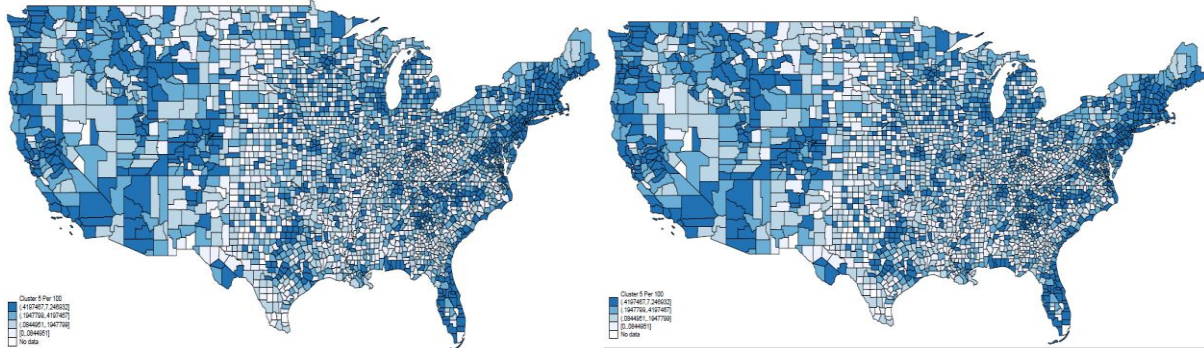 Cluster 5 Per 100
(.4197467,7.246932]
(.1947799,.4197467]
(.0844951,.1947799]
[0,.0844951]
No data
Cluster 5 Per 100
(.4197467,7.246932]
(.1947799,.4197467]
(.0844951,.1947799]
[0,.0844951]
No data